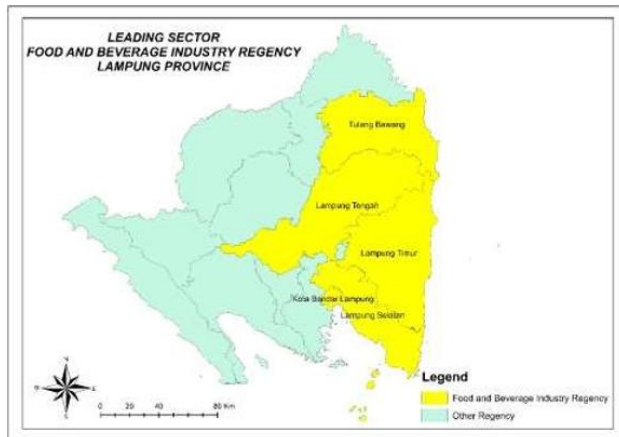 LEADING SECTOR
FOOD AND BEVERAGE INDUSTRY REGENCY
LAMPUNG PROVINCE
Tulang Bawang
Lampung Tengah
Lampung Timur
Kota Bandar Lampung
Lampung Selatan
Legend
Food and Beverage Industry Regency
Other Regency
0 20 40 80 KM